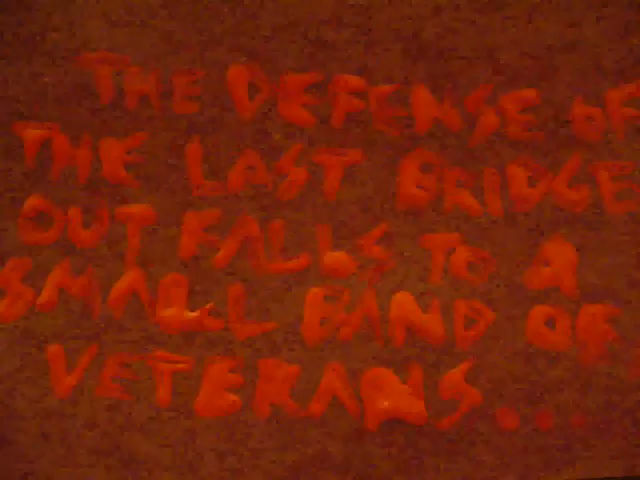 THE DEFENSE OF
THE LAST BRIDGE
OUT FALLS TO A
SMALL BAND OF
VETERANS...